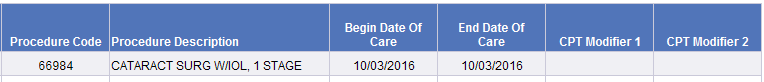 Procedure Code Procedure Description Begin Date Of Care End Date Of Care CPT Modifier 1 CPT Modifier 2
66984 CATARACT SURG W/IOL, 1 STAGE 10/03/2016 10/03/2016